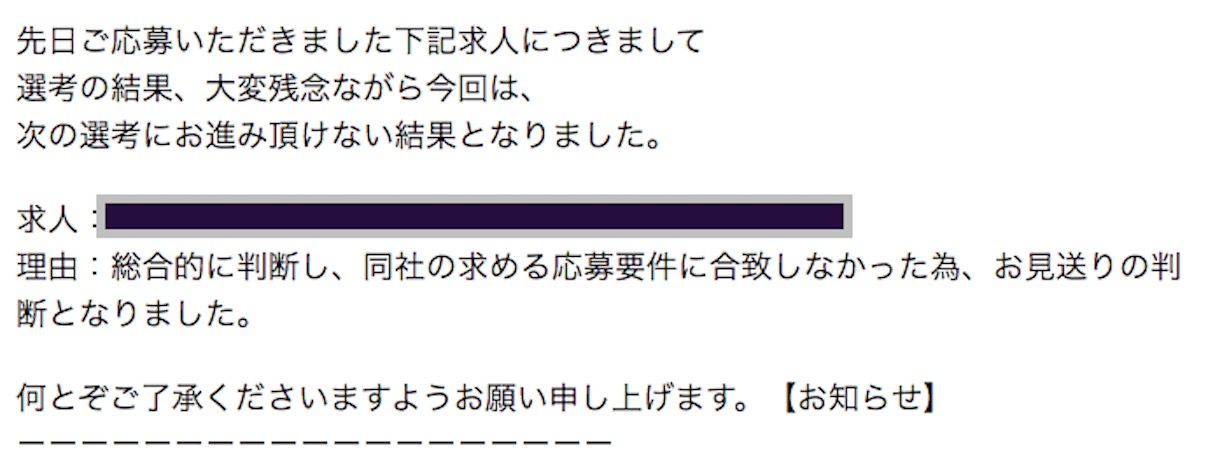 先日ご応募いただきました下記求人につきまして
選考の結果、大変残念ながら今回は、
次の選考にお進み頂けない結果となりました。
求人：
理由：総合的に判断し、同社の求める応募要件に合致しなかった為、お見送りの判
断となりました。
何とぞご了承くださいますようお願い申し上げます。【お知らせ】
ーーーーーーーーーーーーーーーーーーー